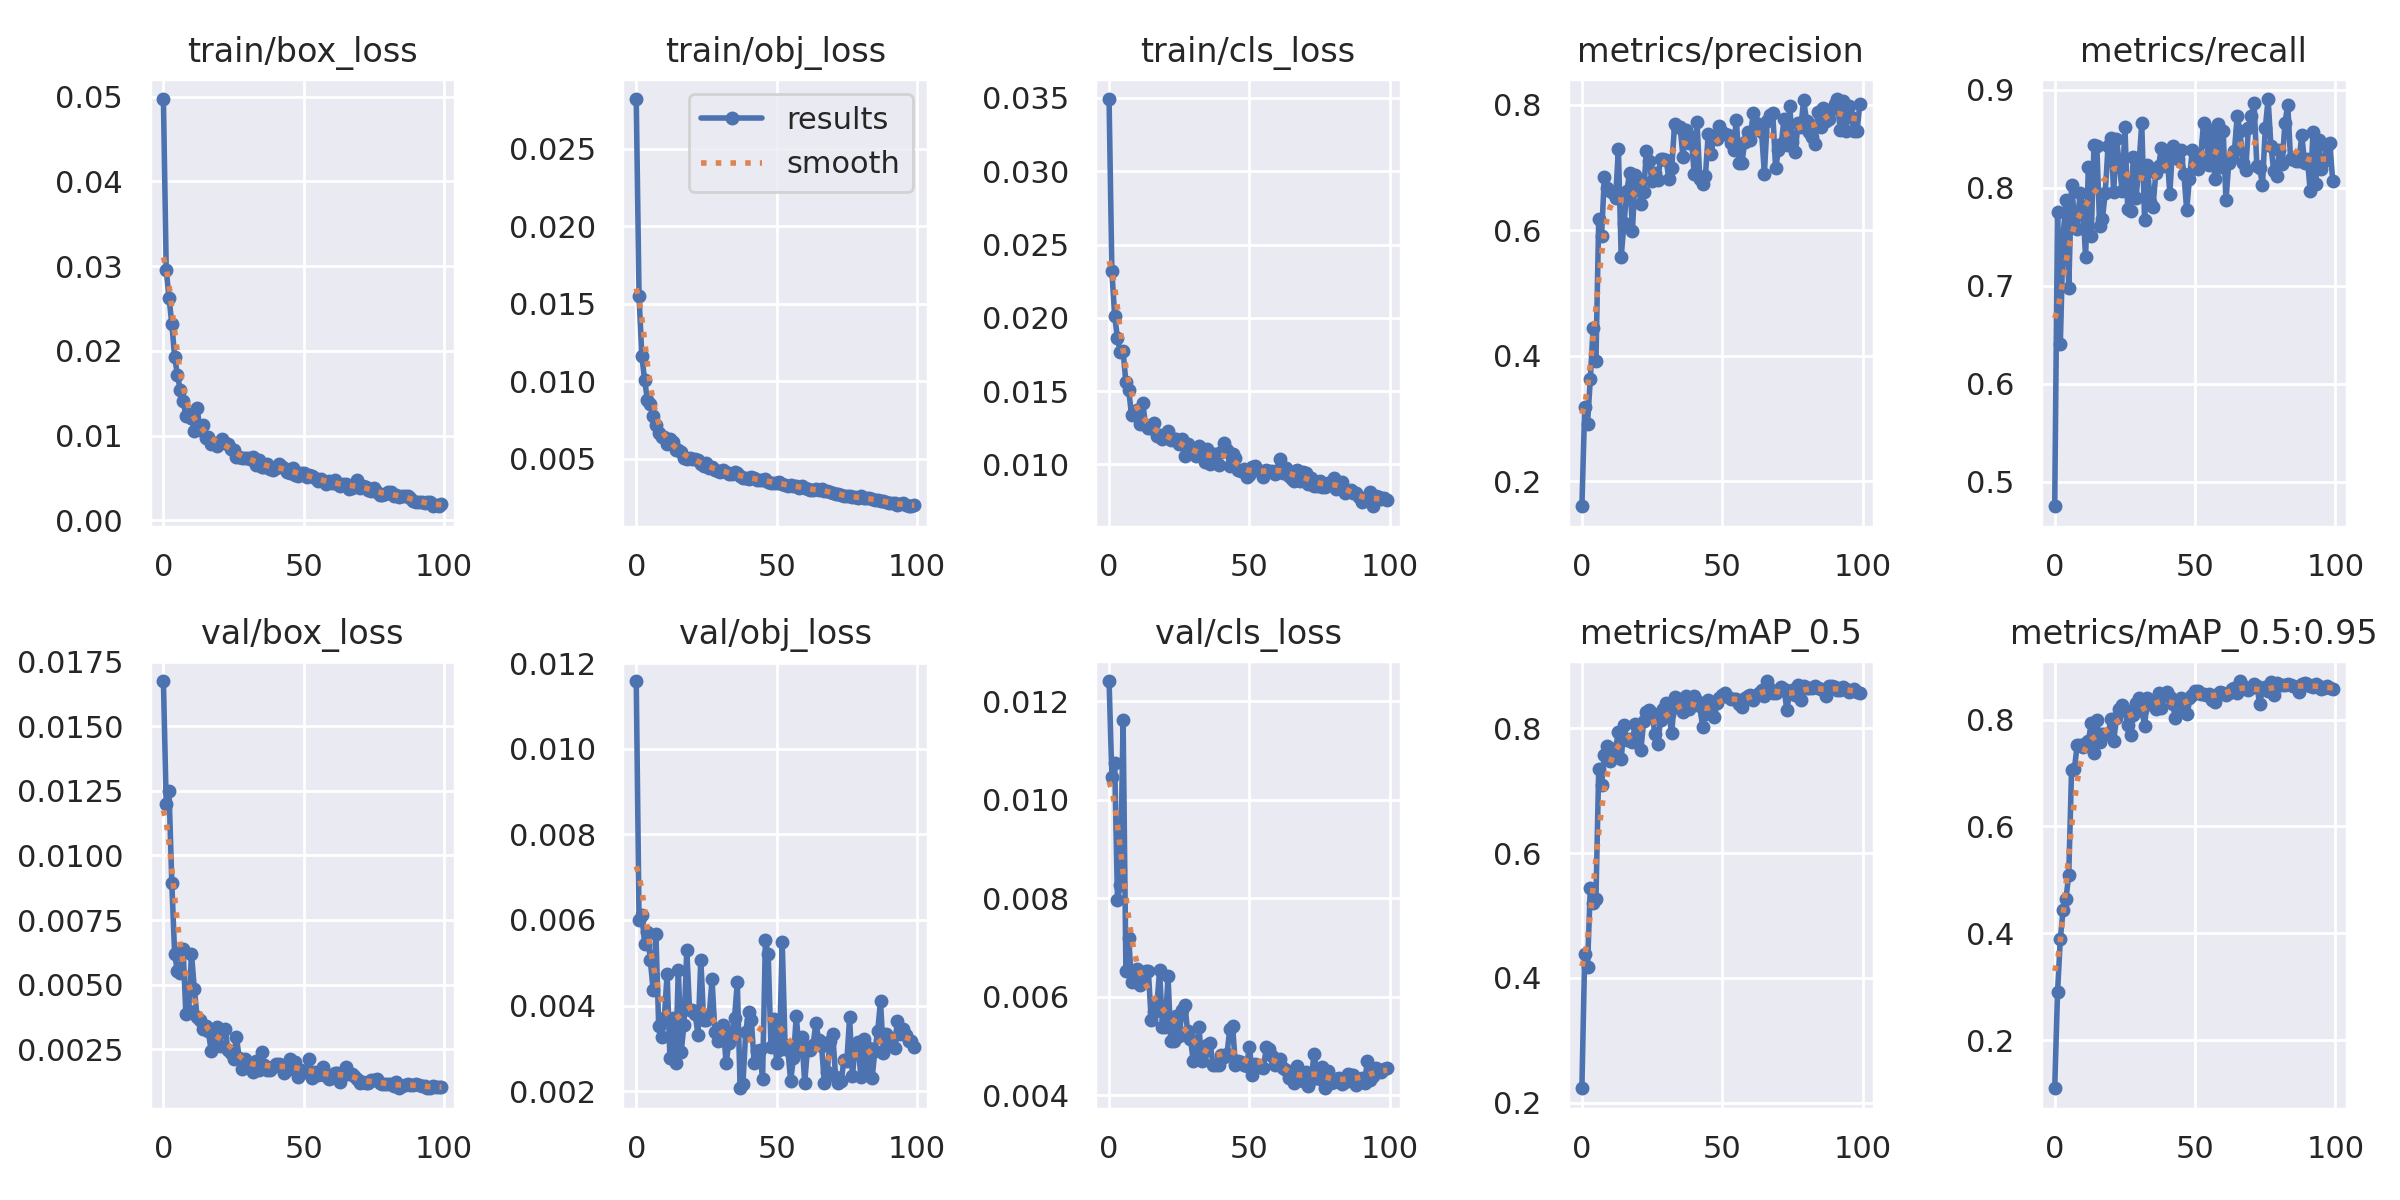 train/box_loss
0.05
0.04
0.03
0.02
0.01
0.00
0 50 100
train/obj_loss
results
smooth
0.025
0.020
0.015
0.010
0.005
0 50 100
train/cls_loss
0.035
0.030
0.025
0.020
0.015
0.010
0 50 100
metrics/precision
0.8
0.6
0.4
0.2
0 50 100
metrics/recall
0.9
0.8
0.7
0.6
0.5
0 50 100
val/box_loss
0.0175
0.0150
0.0125
0.0100
0.0075
0.0050
0.0025
0 50 100
val/obj_loss
0.012
0.010
0.008
0.006
0.004
0.002
0 50 100
val/cls_loss
0.012
0.010
0.008
0.006
0.004
0 50 100
metrics/mAP_0.5
0.8
0.6
0.4
0.2
0 50 100
metrics/mAP_0.5:0.95
0.8
0.6
0.4
0.2
0 50 100